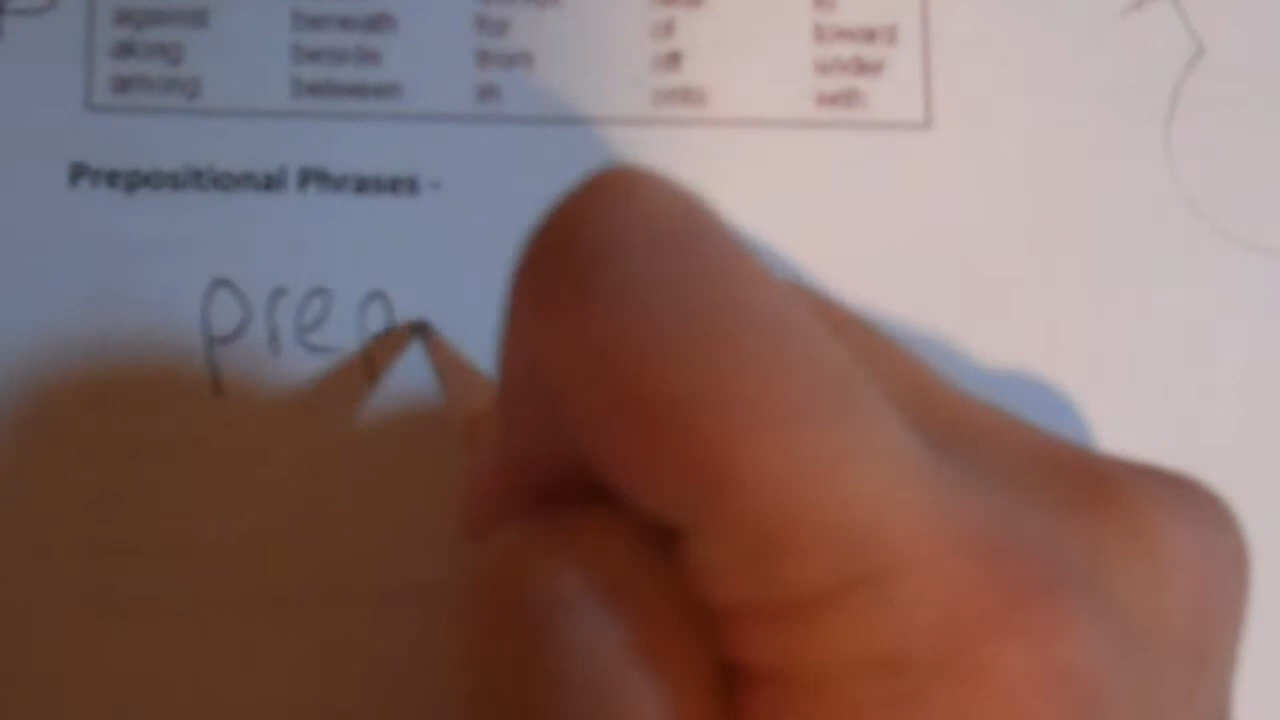 against beneath for of toward
along beside from off under
among between in onto with
Prepositional Phrases -
prep